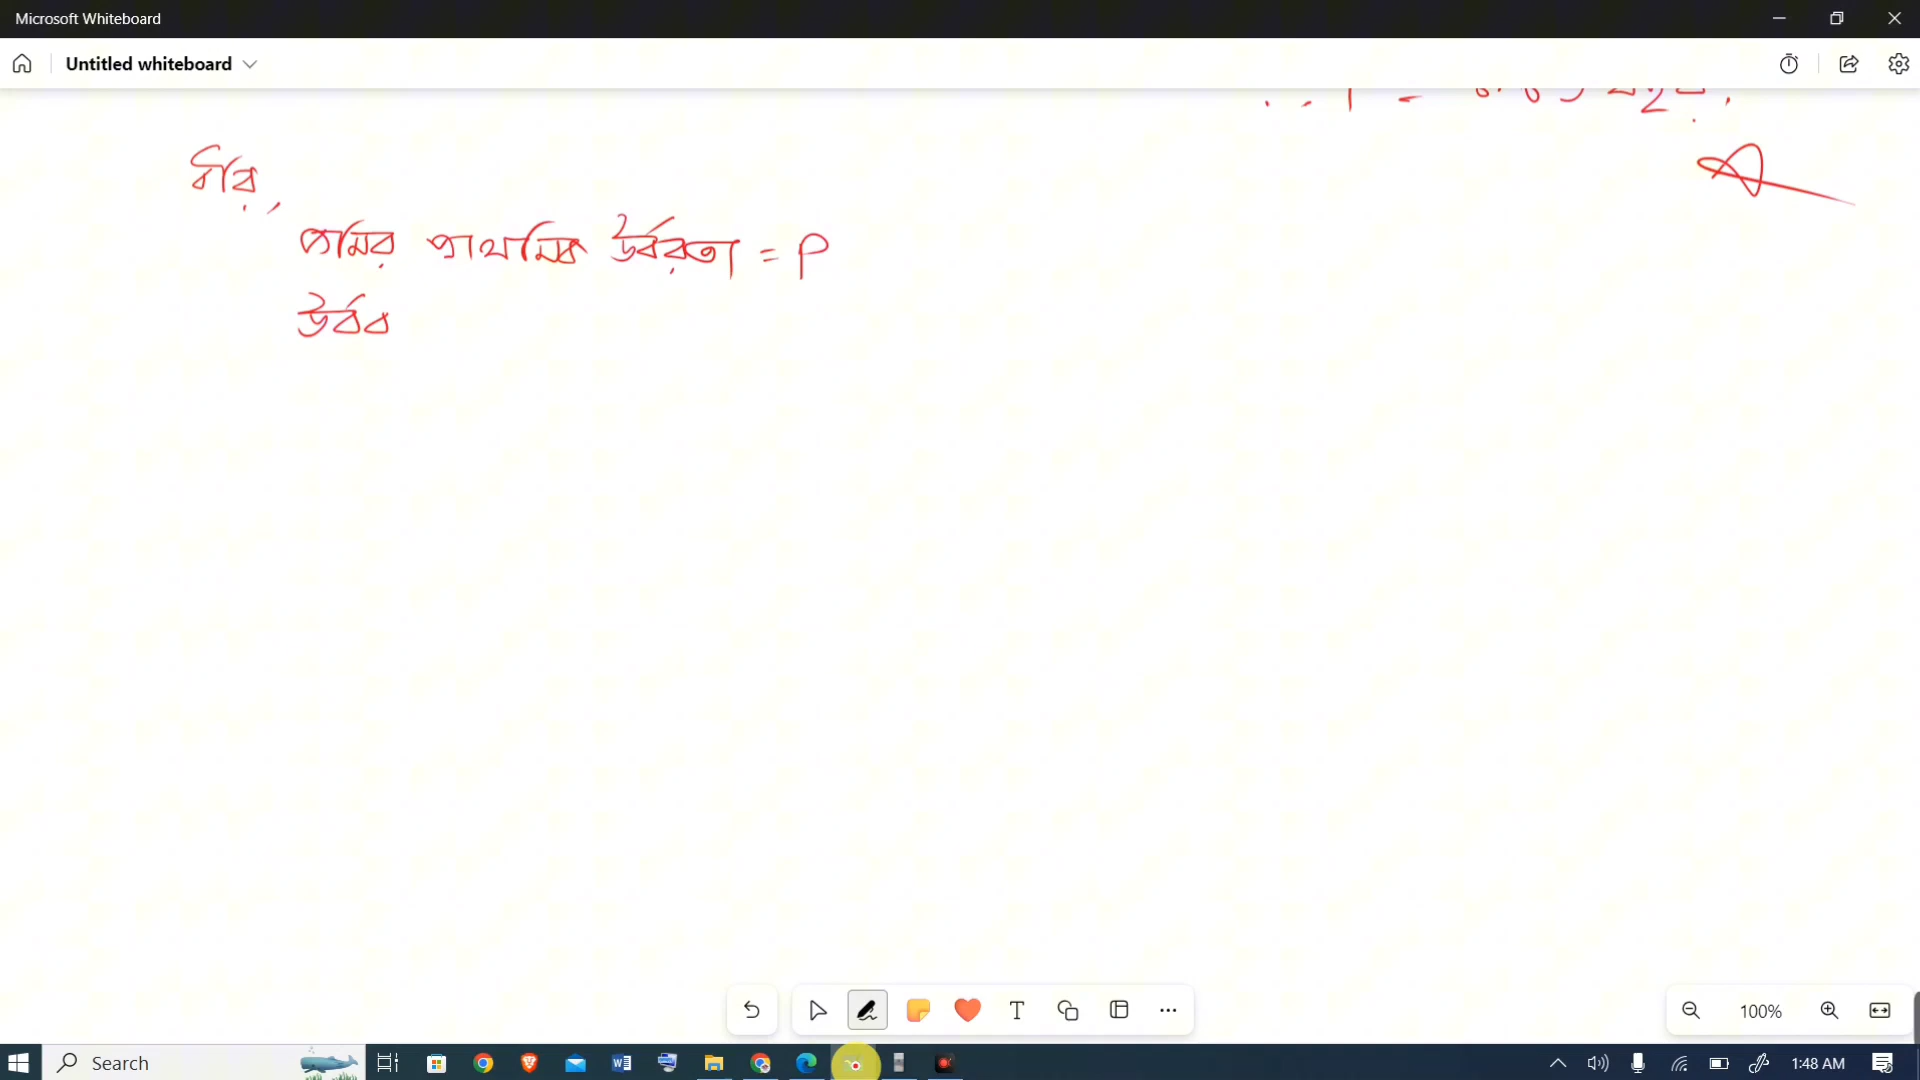 Microsoft Whiteboard
Untitled whiteboard
ধরি,
জমির প্রাথমিক উর্বরতা = P
উর্বর
100%
Search
1:48 AM